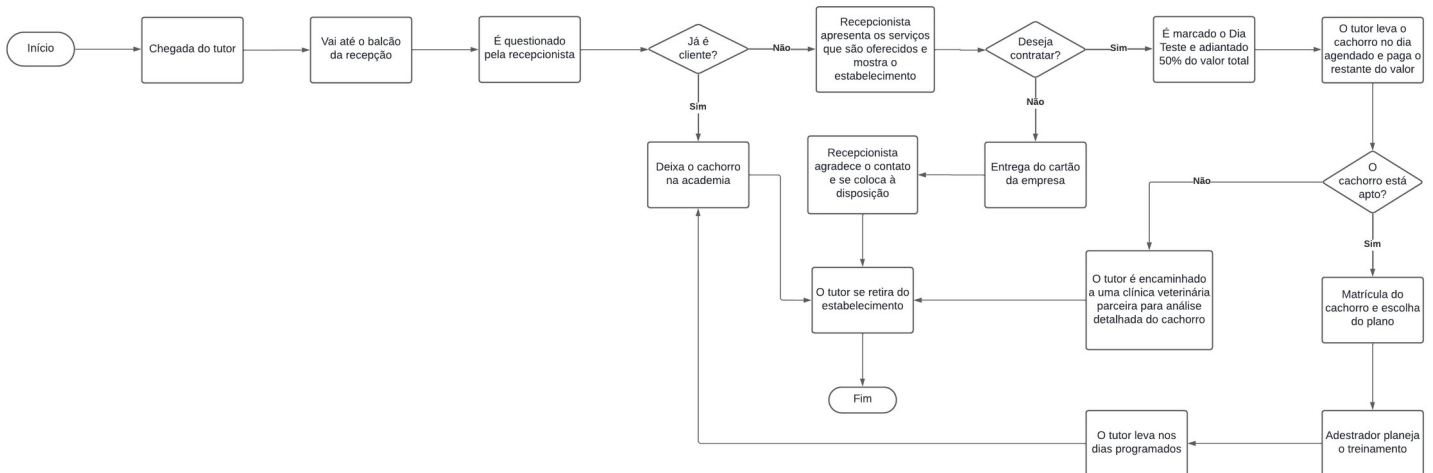 Início
Chegada do tutor
Vai até o balcão
da recepção
É questionado
pela recepcionista
Já é
cliente?
Não
Recepcionista
apresenta os serviços
que são oferecidos e
mostra o
estabelecimento
Deseja
contratar?
Sim
É marcado o Dia
Teste e adiantado
50% do valor total
O tutor leva o
cachorro no dia
agendado e paga o
restante do valor
Sim
Não
Deixa o cachorro
na academia
Recepcionista
agradece o contato
e se coloca à
disposição
Entrega do cartão
da empresa
Não
O
cachorro está
apto?
Sim
O tutor se retira do
estabelecimento
O tutor é encaminhado
a uma clínica veterinária
parceira para análise
detalhada do cachorro
Matrícula do
cachorro e escolha
do plano
Fim
O tutor leva nos
dias programados
Adestrador planeja
o treinamento